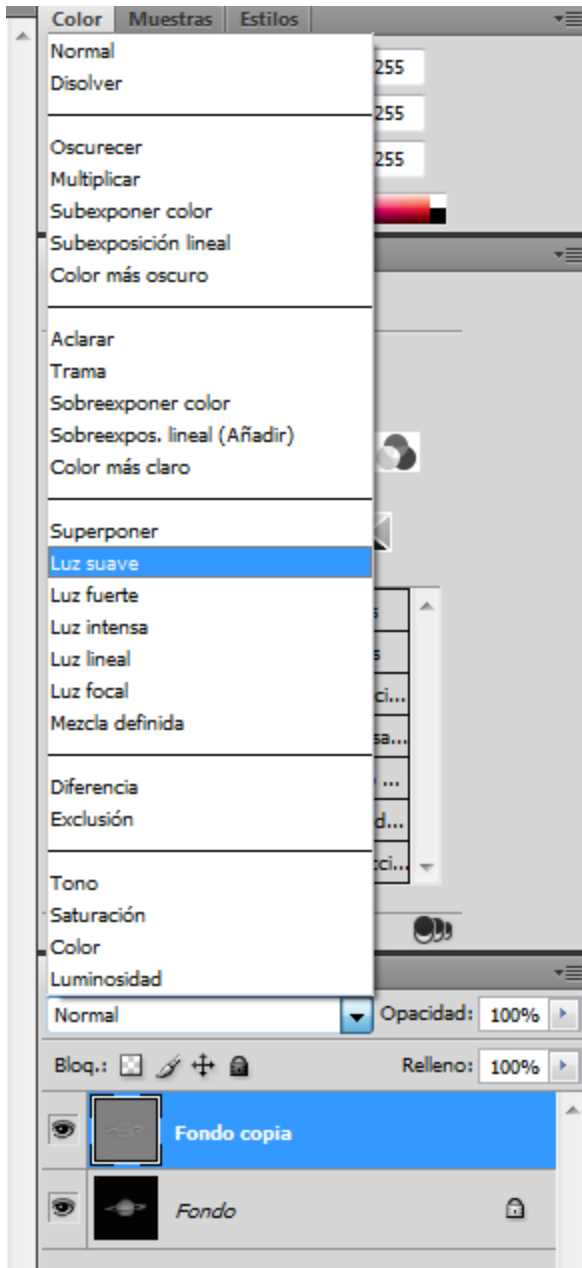 Color Muestras Estilos
Normal
255
Disolver
255
Oscurecer
255
Multiplicar
Subexponer color
Subexposición lineal
Color más oscuro
Aclarar
Trama
Sobreexponer color
Sobreexpos. lineal (Añadir)
Color más claro
Superponer
Luz suave
Luz fuerte
Luz intensa
Luz lineal
Luz focal
Mezcla definida
Diferencia
Exclusión
Tono
Saturación
Color
Luminosidad
Normal Opacidad: 100%
Bloq.: Relleno: 100%
Fondo copia
Fondo